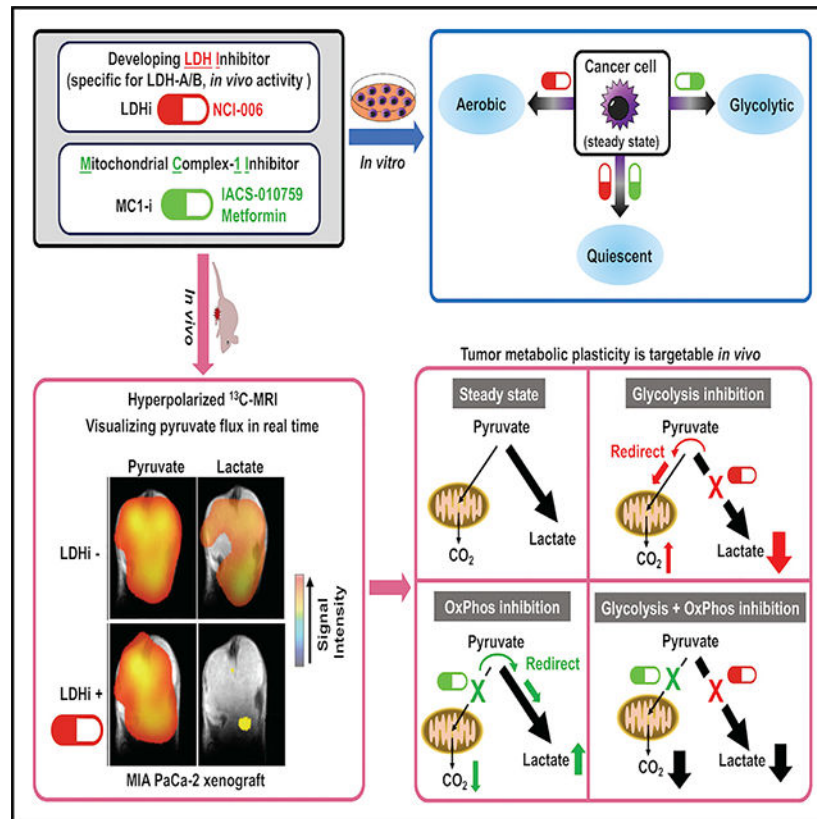 Developing LDH Inhibitor
(specific for LDH-A/B, in vivo activity )
LDHi NCI-006
Mitochondrial Complex-1 Inhibitor
MC1-i IACS-010759
Metformin
In vitro
Cancer cell
(steady state)
Aerobic
Glycolytic
Quiescent
In vivo
Hyperpolarized ¹³C-MRI
Visualizing pyruvate flux in real time
Pyruvate Lactate
LDHi -
LDHi +
Signal
Intensity
MIA PaCa-2 xenograft
Tumor metabolic plasticity is targetable in vivo
Steady state
Pyruvate
Lactate
CO₂
Glycolysis inhibition
Pyruvate
Redirect
X
CO₂
Lactate
OxPhos inhibition
Pyruvate
Redirect
X
Lactate
CO₂
Glycolysis + OxPhos inhibition
Pyruvate
X X
CO₂
Lactate